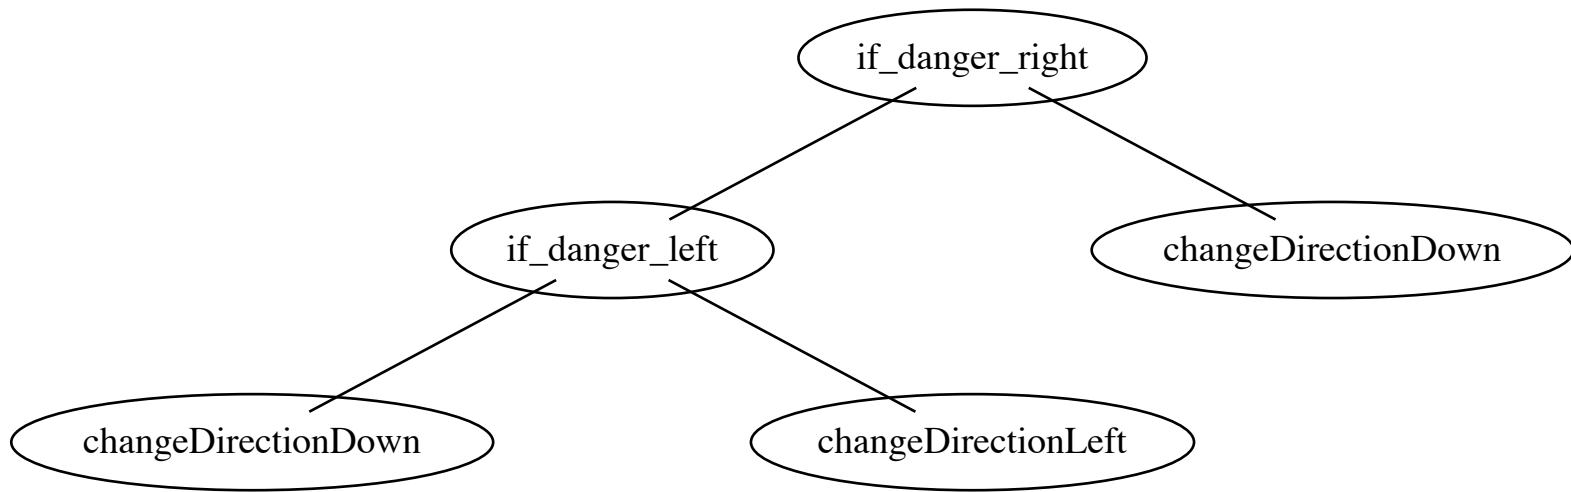 if_danger_right
if_danger_left
changeDirectionDown
changeDirectionDown
changeDirectionLeft